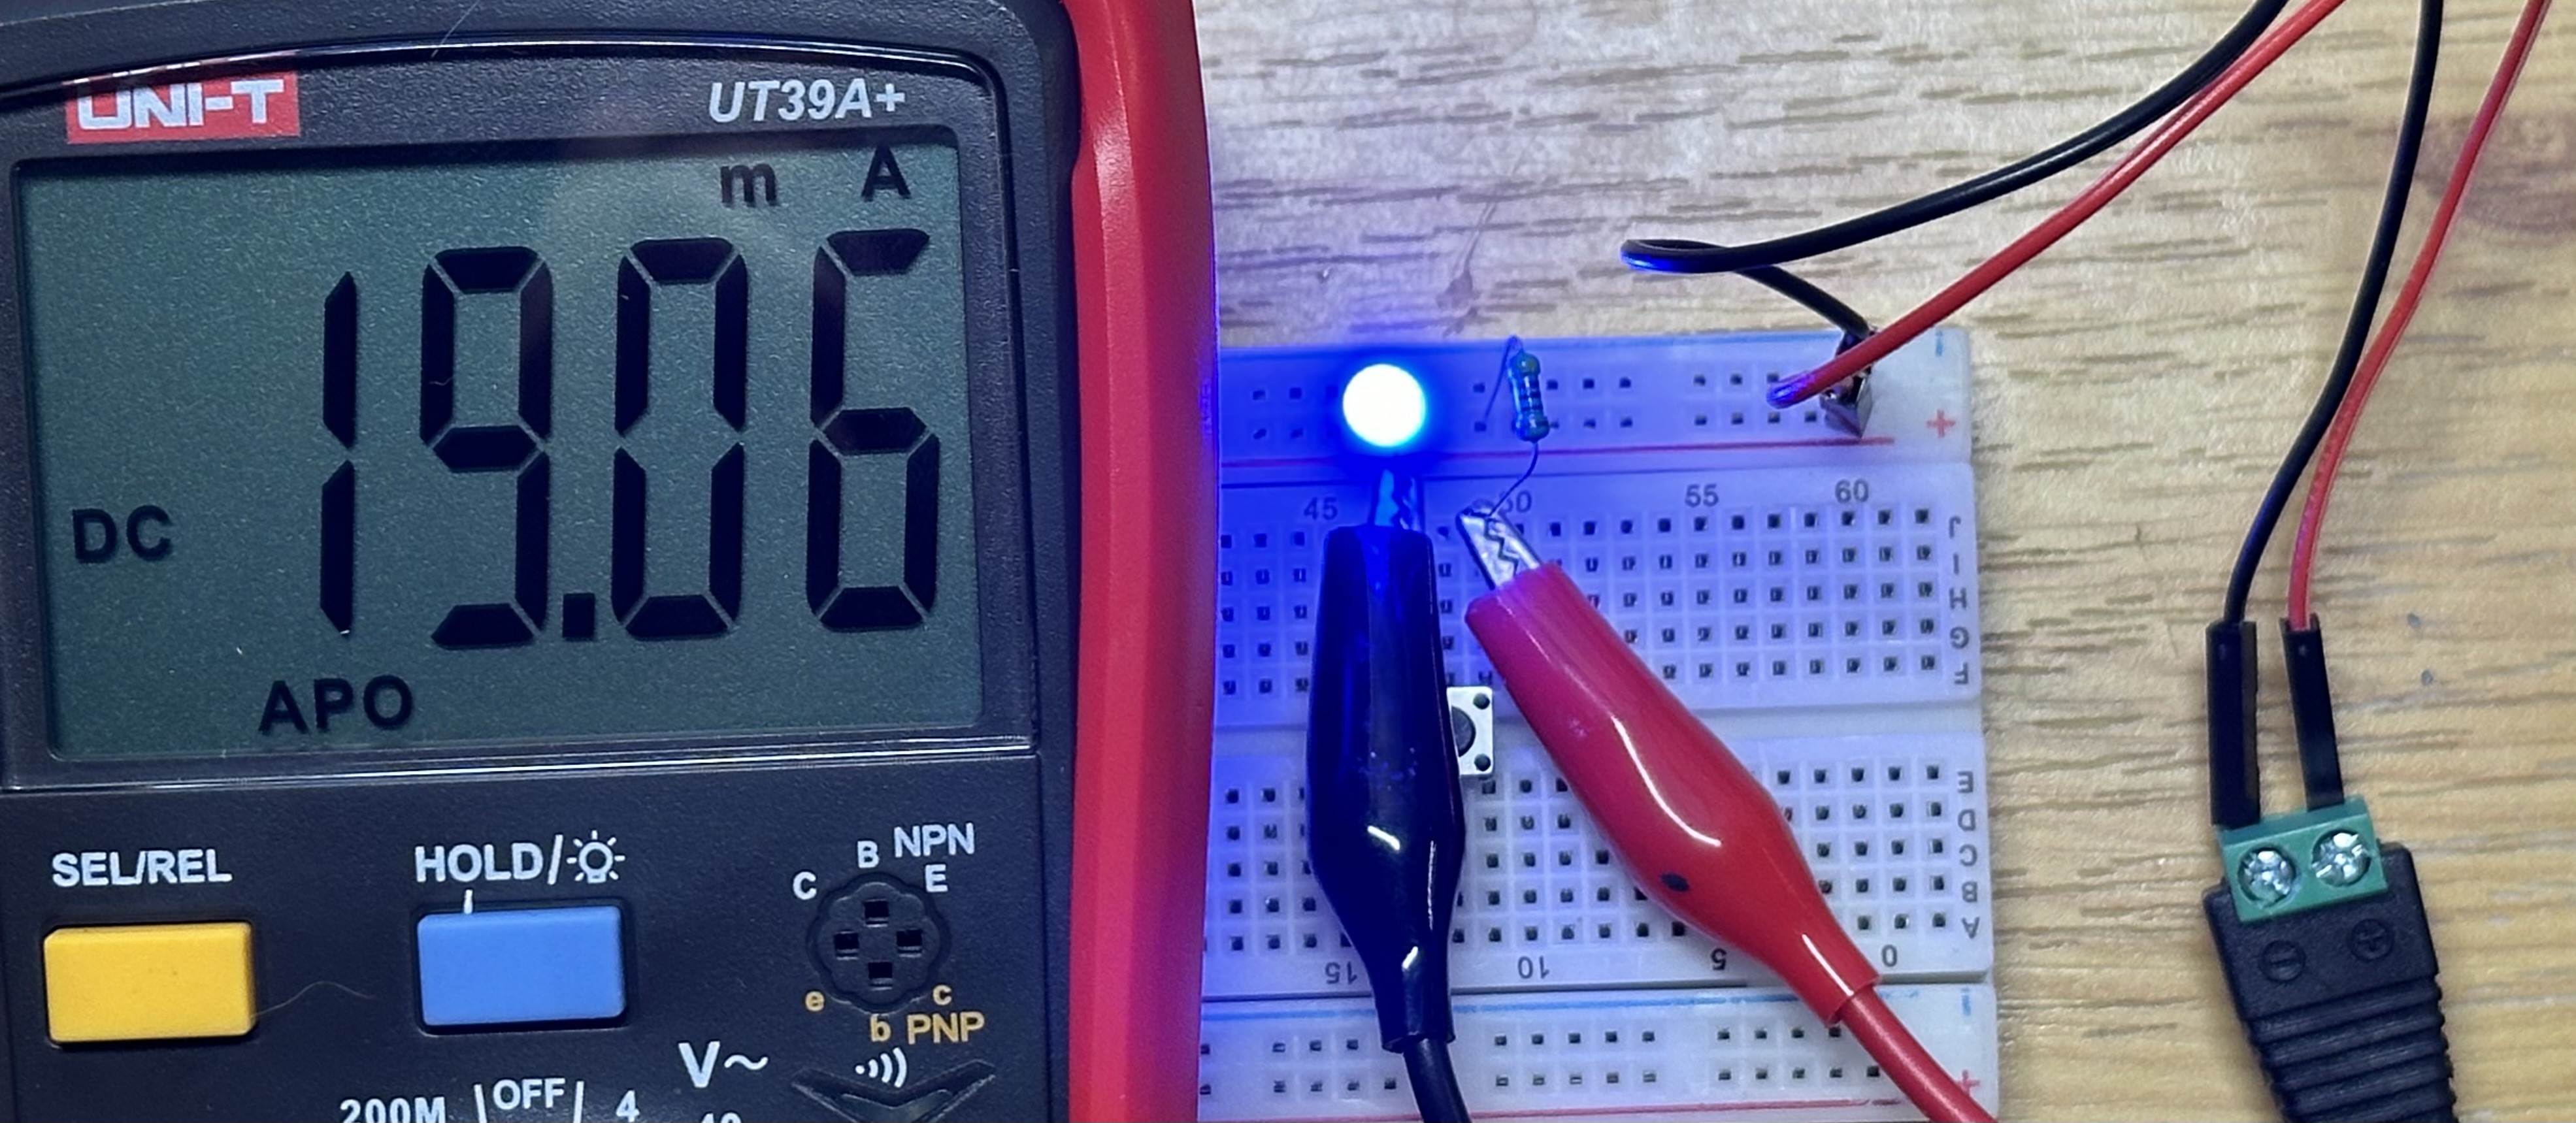 UNI-T
UT39A+
m A
19.06
DC
APO
SEL/REL
HOLD/
B NPN
C E
e c
b PNP
V~
200M OFF 4
- 
+
45 50 55 60
J
I
H
G
F
E
D
C
B
A
15 10 5 0
-
+
- +